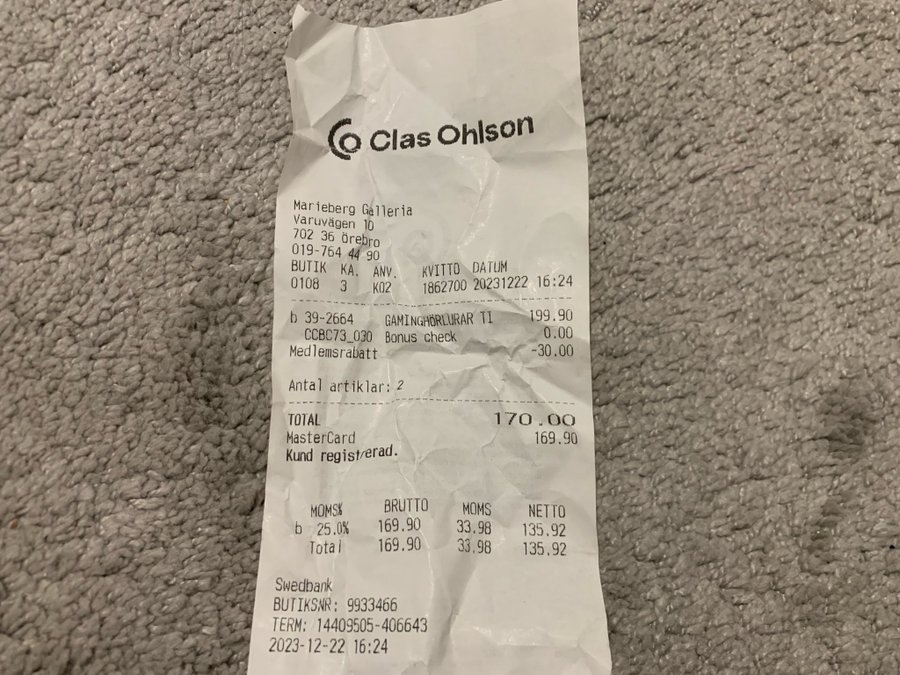 Clas Ohlson
Marieberg Galleria
Varuvägen 10
702 36 örebro
019-764 44 90
BUTIK KA. ANV. KVITTO DATUM
0108 3 K02 1862700 20231222 16:24
b 39-2664 GAMINGHÖRLURAR TI 199.90
CCBC73_030 Bonus check 0.00
Medlemsrabatt -30.00
Antal artiklar: 2
TOTAL 170.00
MasterCard 169.90
Kund registrerad.
MOMS% BRUTTO MOMS NETTO
b 25.0% 169.90 33.98 135.92
Total 169.90 33.98 135.92
Swedbank
BUTIKSNR: 9933466
TERM: 14409505-406643
2023-12-22 16:24